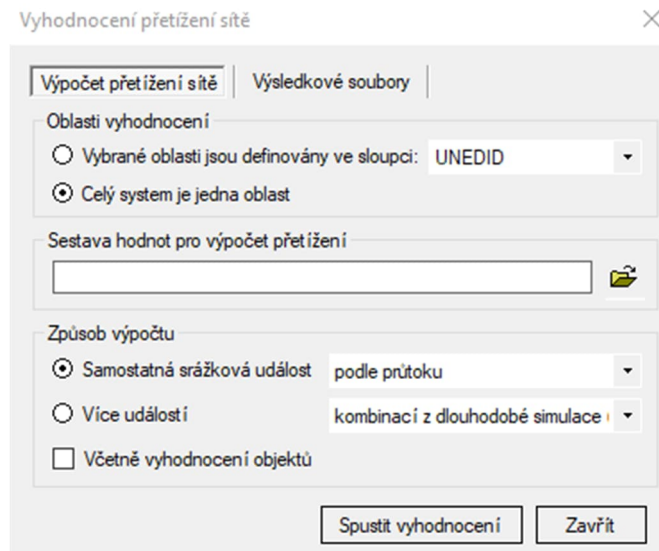 Vyhodnocení přetížení sítě
Výpočet přetížení sítě
Výsledkové soubory
Oblasti vyhodnocení
Vybrané oblasti jsou definovány ve sloupci: UNEDID
Celý system je jedna oblast
Sestava hodnot pro výpočet přetížení
Způsob výpočtu
Samostatná srážková událost podle průtoku
Více událostí kombinací z dlouhodobé simulace
Včetně vyhodnocení objektů
Spustit vyhodnocení Zavřít